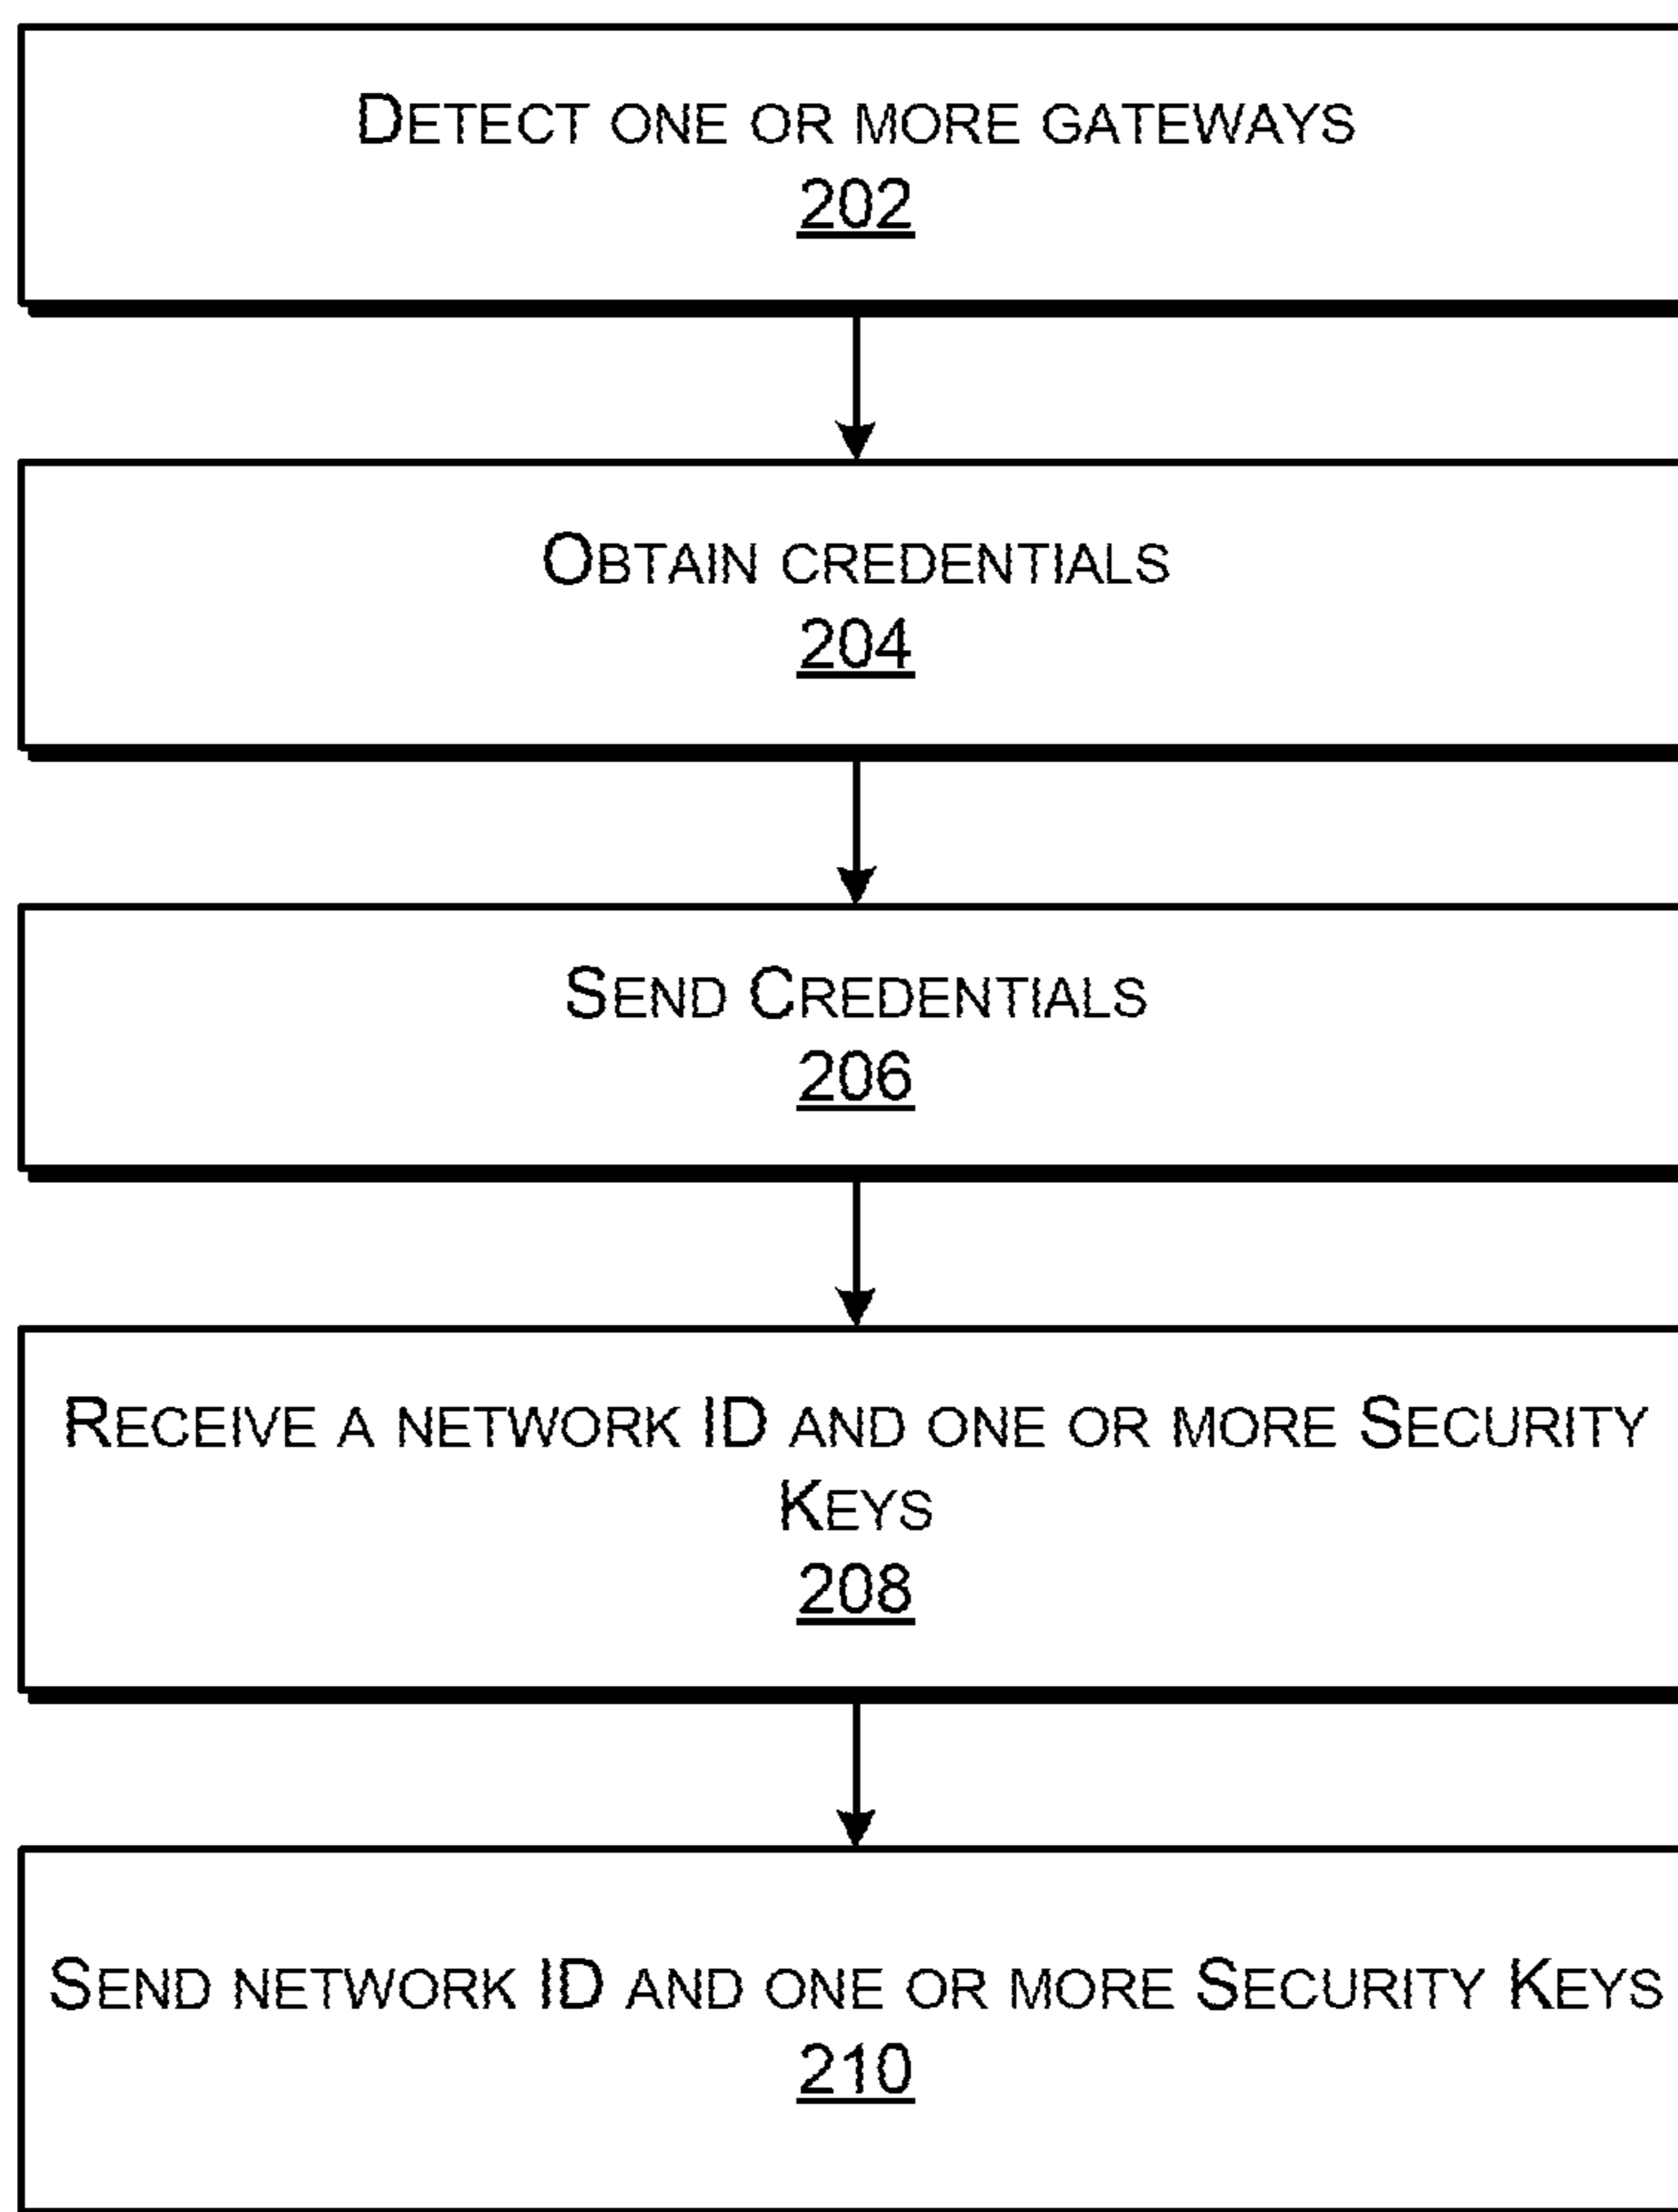 Detect one or more gateways
202
Obtain credentials
204
Send Credentials
206
Receive a network ID and one or more Security
Keys
208
Send network ID and one or more Security Keys
210